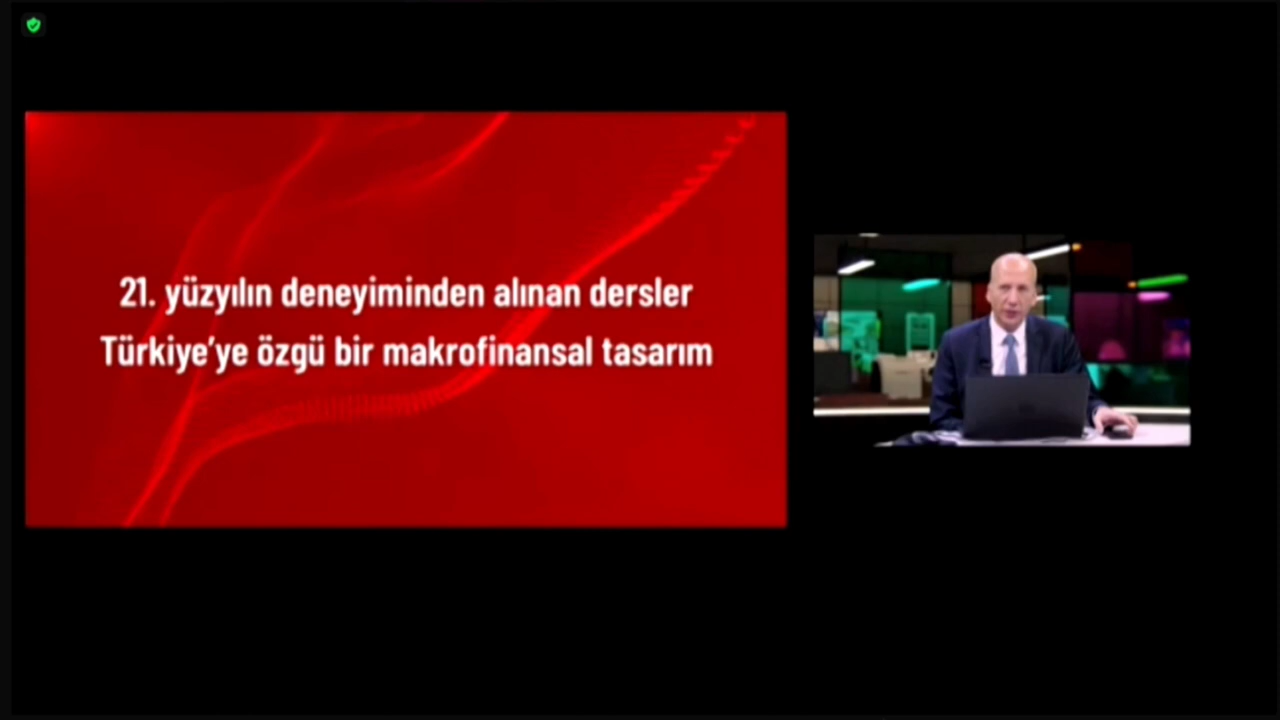 21. yüzyılın deneyiminden alınan dersler
Türkiye'ye özgü bir makrofinansal tasarım